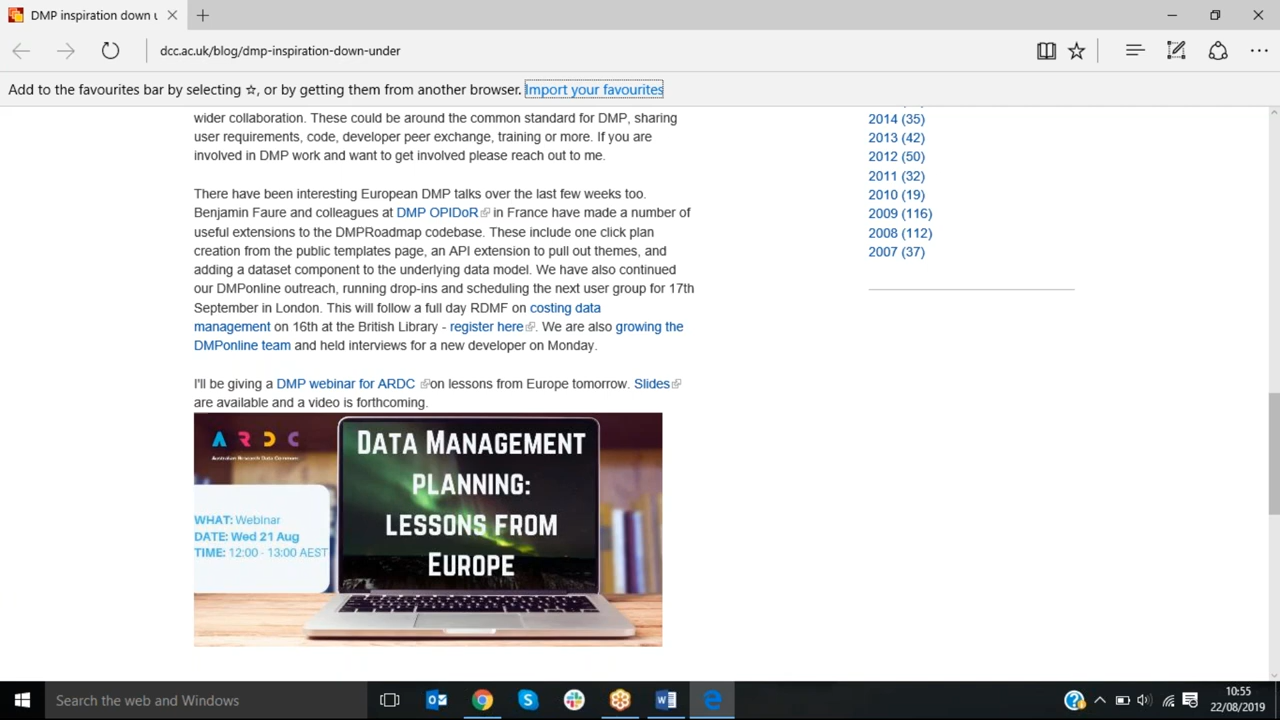 DMP inspiration down u
dcc.ac.uk/blog/dmp-inspiration-down-under
Add to the favourites bar by selecting ☆, or by getting them from another browser. Import your favourites
wider collaboration. These could be around the common standard for DMP, sharing
user requirements, code, developer peer exchange, training or more. If you are
involved in DMP work and want to get involved please reach out to me.
There have been interesting European DMP talks over the last few weeks too.
Benjamin Faure and colleagues at DMP OPIDoR in France have made a number of
useful extensions to the DMPRoadmap codebase. These include one click plan
creation from the public templates page, an API extension to pull out themes, and
adding a dataset component to the underlying data model. We have also continued
our DMPonline outreach, running drop-ins and scheduling the next user group for 17th
September in London. This will follow a full day RDMF on costing data
management on 16th at the British Library - register here. We are also growing the
DMPonline team and held interviews for a new developer on Monday.
I'll be giving a DMP webinar for ARDC on lessons from Europe tomorrow. Slides
are available and a video is forthcoming.
ARDC
Australian Research Data Commons
WHAT: Webinar
DATE: Wed 21 Aug
TIME: 12:00 - 13:00 AEST
DATA MANAGEMENT
PLANNING:
LESSONS FROM
EUROPE
2014 (35)
2013 (42)
2012 (50)
2011 (32)
2010 (19)
2009 (116)
2008 (112)
2007 (37)
Search the web and Windows
10:55
22/08/2019